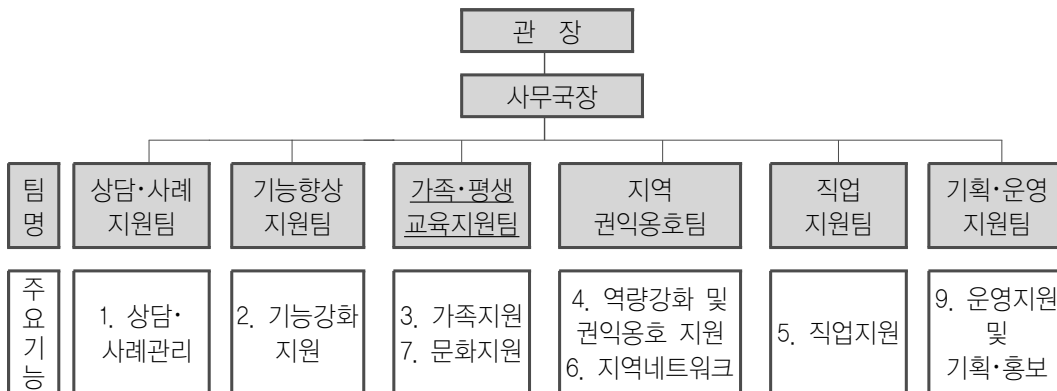 관 장
사무국장
팀
명
상담･사례
지원팀
기능향상
지원팀
가족･평생
교육지원팀
지역
권익옹호팀
직업
지원팀
기획･운영
지원팀
주
요
기
능
1. 상담･
사례관리
2. 기능강화
지원
3. 가족지원
7. 문화지원
4. 역량강화 및
권익옹호 지원
6. 지역네트워크
5. 직업지원
9. 운영지원
및
기획･홍보